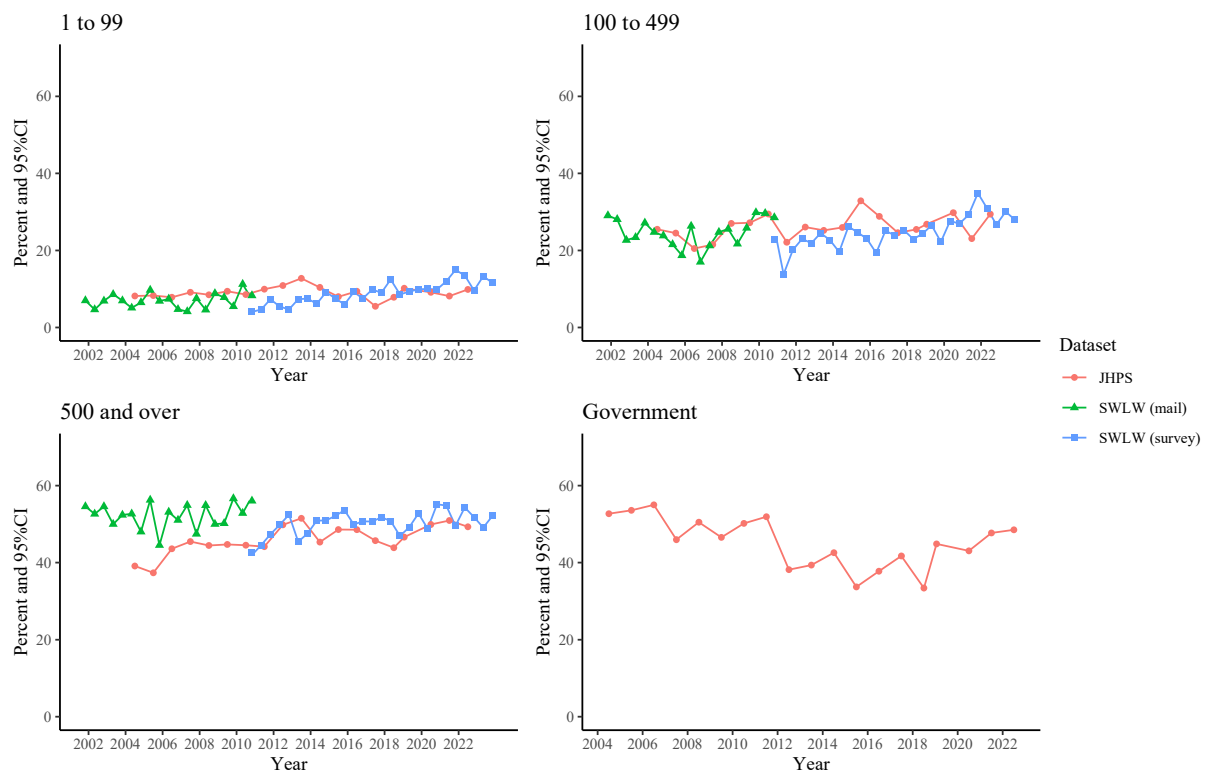 1 to 99
Percent and 95%CI
60
40
20
0
2002 2004 2006 2008 2010 2012 2014 2016 2018 2020 2022
Year
100 to 499
Percent and 95%CI
60
40
20
0
2002 2004 2006 2008 2010 2012 2014 2016 2018 2020 2022
Year
500 and over
Percent and 95%CI
60
40
20
0
2002 2004 2006 2008 2010 2012 2014 2016 2018 2020 2022
Year
Government
Percent and 95%CI
60
40
20
0
2004 2006 2008 2010 2012 2014 2016 2018 2020 2022
Year
Dataset
JHPS
SWLW (mail)
SWLW (survey)